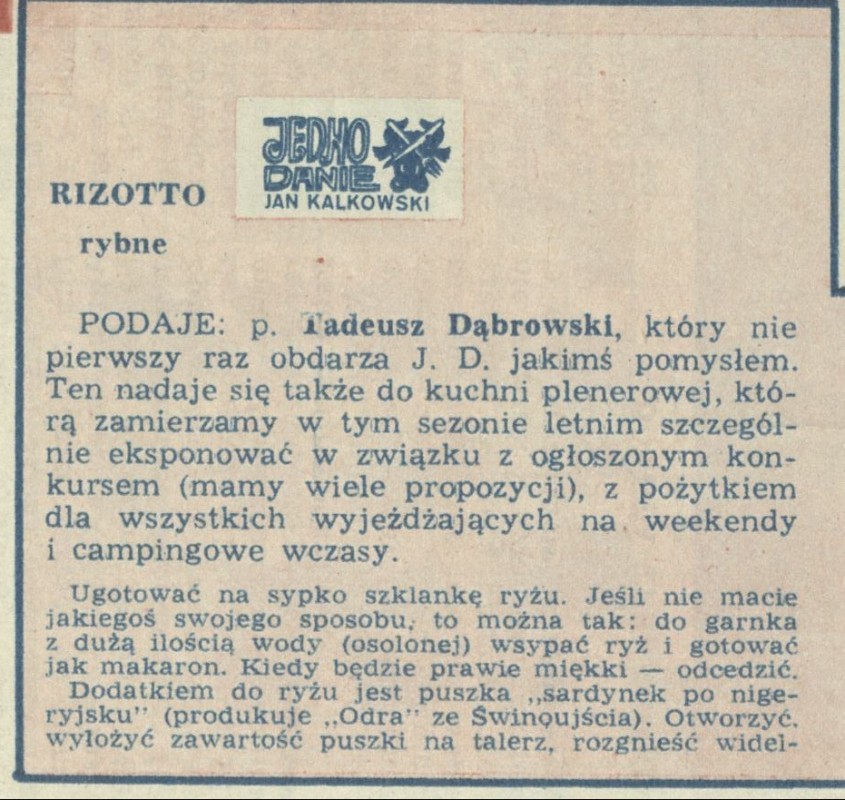 JEDNO
DANIE
JAN KALKOWSKI
RIZOTTO
rybne
PODAJE: p. Tadeusz Dąbrowski, który nie
pierwszy raz obdarza J. D. jakimś pomysłem.
Ten nadaje się także do kuchni plenerowej, któ-
rą zamierzamy w tym sezonie letnim szczegól-
nie eksponować w związku z ogłoszonym kon-
kursem (mamy wiele propozycji), z pożytkiem
dla wszystkich wyjeżdżających na weekendy
i campingowe wczasy.
Ugotować na sypko szklankę ryżu. Jeśli nie macie
jakiegoś swojego sposobu, to można tak: do garnka
z dużą ilością wody (osolonej) wsypać ryż i gotować
jak makaron. Kiedy będzie prawie miękki — odcedzić.
Dodatkiem do ryżu jest puszka „sardynek po nige-
ryjsku" (produkuje „Odra" ze Świnoujścia). Otworzyć.
wyłożyć zawartość puszki na talerz, rozgnieść widel-